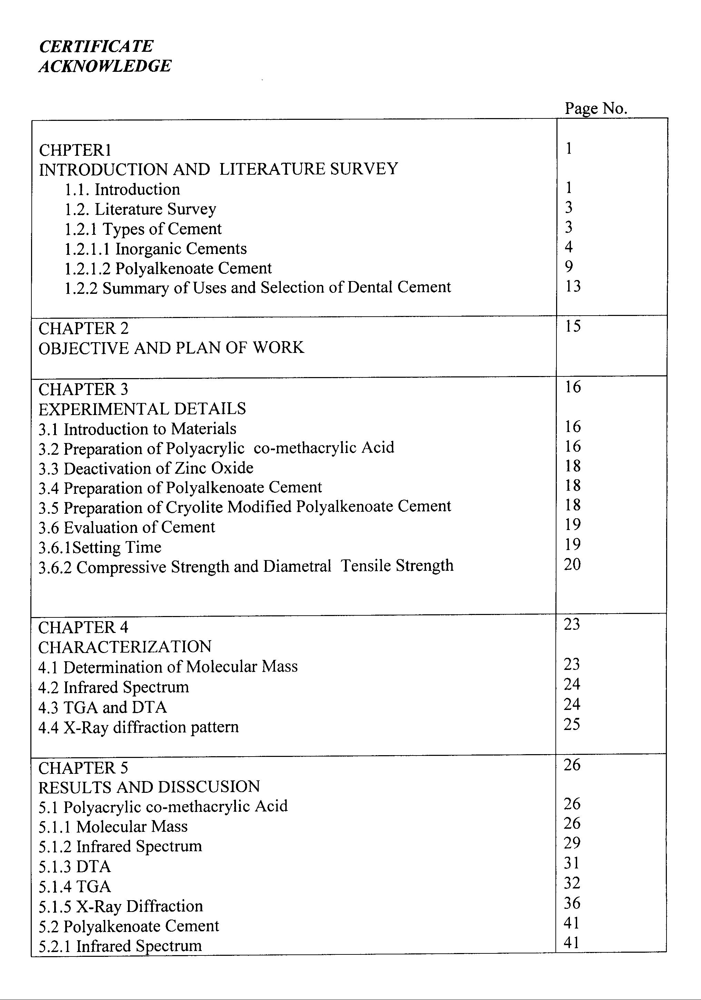 CERTIFICATE
ACKNOWLEDGE
Page No.
CHPTER1 1
INTRODUCTION AND LITERATURE SURVEY
1.1. Introduction 1
1.2. Literature Survey 3
1.2.1 Types of Cement 3
1.2.1.1 Inorganic Cements 4
1.2.1.2 Polyalkenoate Cement 9
1.2.2 Summary of Uses and Selection of Dental Cement 13
CHAPTER 2 15
OBJECTIVE AND PLAN OF WORK
CHAPTER 3 16
EXPERIMENTAL DETAILS
3.1 Introduction to Materials 16
3.2 Preparation of Polyacrylic co-methacrylic Acid 16
3.3 Deactivation of Zinc Oxide 18
3.4 Preparation of Polyalkenoate Cement 18
3.5 Preparation of Cryolite Modified Polyalkenoate Cement 18
3.6 Evaluation of Cement 19
3.6.1Setting Time 19
3.6.2 Compressive Strength and Diametral Tensile Strength 20
CHAPTER 4 23
CHARACTERIZATION
4.1 Determination of Molecular Mass 23
4.2 Infrared Spectrum 24
4.3 TGA and DTA 24
4.4 X-Ray diffraction pattern 25
CHAPTER 5 26
RESULTS AND DISSCUSION
5.1 Polyacrylic co-methacrylic Acid 26
5.1.1 Molecular Mass 26
5.1.2 Infrared Spectrum 29
5.1.3 DTA 31
5.1.4 TGA 32
5.1.5 X-Ray Diffraction 36
5.2 Polyalkenoate Cement 41
5.2.1 Infrared Spectrum 41